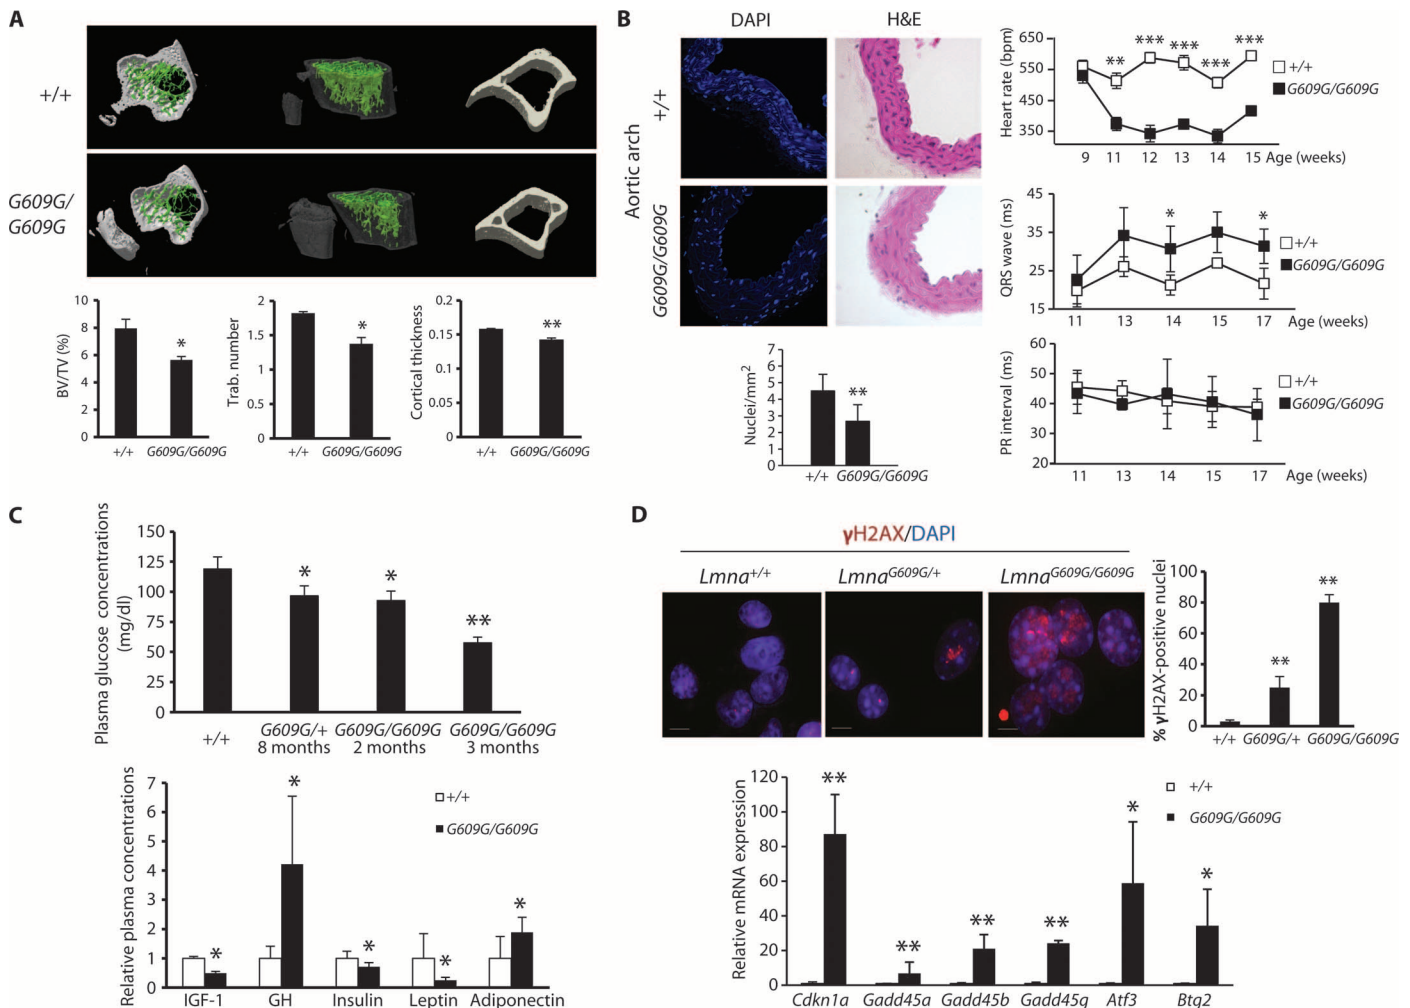 A
+/+
G609G/
G609G
BV/TV (%)
10
8
6
4
2
0
*
+/+ G609G/G609G
Trab. number
2
1.5
1
0.5
0
*
+/+ G609G/G609G
Cortical thickness
0.2
0.15
0.1
0.05
0
**
+/+ G609G/G609G
B
DAPI H&E
Aortic arch
+/+
G609G/G609G
Nuclei/mm²
7
6
5
4
3
2
1
0
**
+/+ G609G/G609G
Heart rate (bpm)
650
550
450
350
** *** *** *** ***
+/+
G609G/G609G
9 11 12 13 14 15 Age (weeks)
QRS wave (ms)
45
35
25
15
* *
+/+
G609G/G609G
11 13 14 15 17 Age (weeks)
PR interval (ms)
60
40
20
+/+
G609G/G609G
11 13 14 15 17 Age (weeks)
C
Plasma glucose concentrations
(mg/dl)
150
125
100
75
50
25
0
* * **
+/+ G609G/+ G609G/G609G G609G/G609G
8 months 2 months 3 months
Relative plasma concentrations
7
6
5
4
3
2
1
0
+/+
G609G/G609G
* * * * *
IGF-1 GH Insulin Leptin Adiponectin
D
γH2AX/DAPI
Lmna+/+ LmnaG609G/+ LmnaG609G/G609G
% γH2AX-positive nuclei
100
80
60
40
20
0
** **
+/+ G609G/+ G609G/G609G
Relative mRNA expression
120
100
80
60
40
20
0
+/+
G609G/G609G
** ** ** ** * *
Cdkn1a Gadd45a Gadd45b Gadd45g Atf3 Btg2